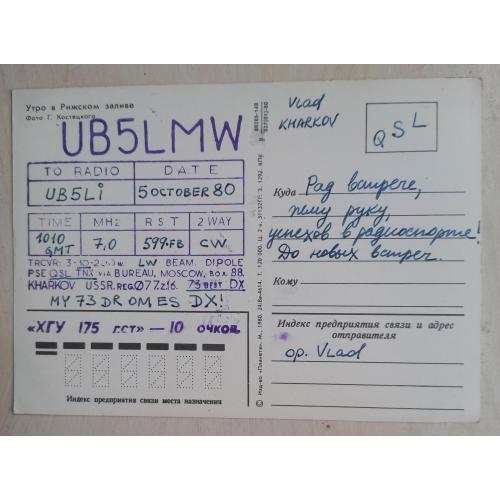 Утро в Рижском заливе
Фото Г. Костецкого
UB5LMW
TO RADIO DATE
UB5Li 5 OCTOBER 80
TIME MHz RST 2 WAY
1010 GMT 7,0 599FB CW
TRCVR: LW BEAM. DIPOLE
PSE QSL TNX VIA BUREAU, MOSCOW, BOX 88.
KHARKOV USSR. REG 077Z16. 73 BEST DX
MY 73 DR OM ES DX!
«ХГУ 175 лет» — 10 очков.
Индекс предприятия связи места назначения
Vlad
KHARKOV
QSL
Куда Рад встрече,
жму руку,
успехов в радиоспорте!
До новых встреч.
Кому
Индекс предприятия связи и адрес
отправителя
op. Vlad